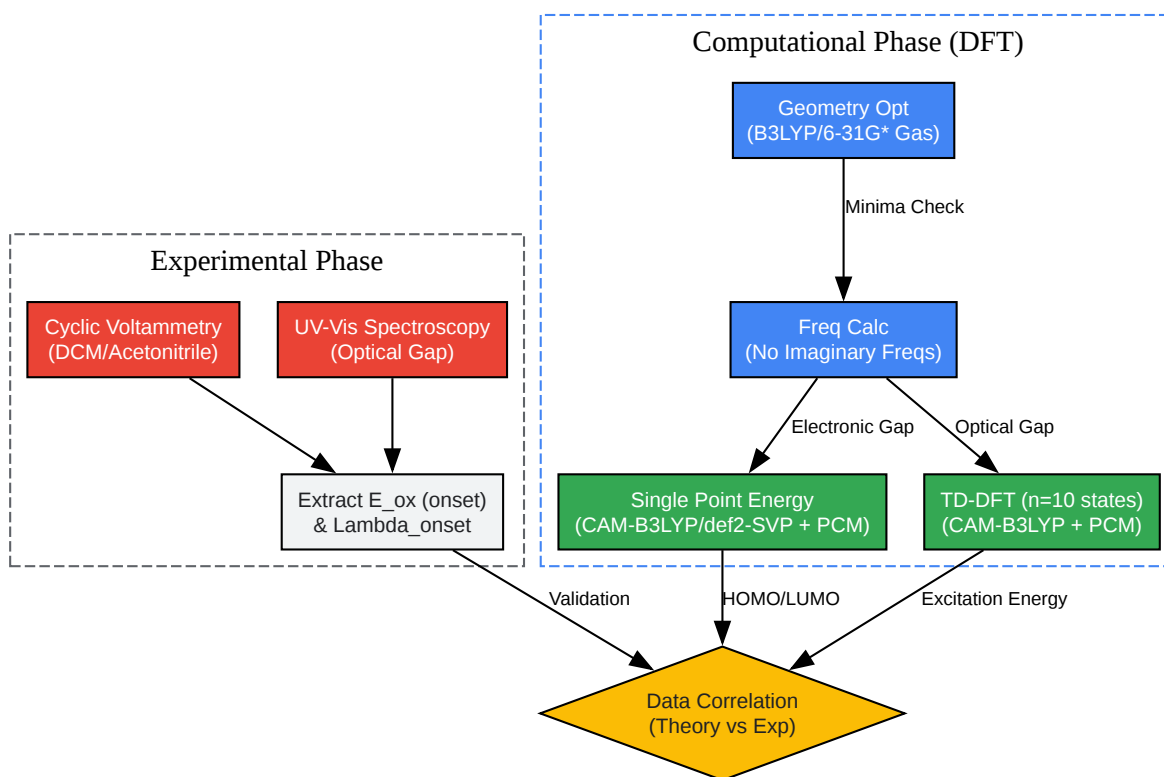 Computational Phase (DFT)
Geometry Opt
(B3LYP/6-31G* Gas)
Minima Check
Experimental Phase
Cyclic Voltammetry
(DCM/Acetonitrile)
UV-Vis Spectroscopy
(Optical Gap)
Freq Calc
(No Imaginary Freqs)
Electronic Gap
Optical Gap
Extract E_ox (onset)
& Lambda_onset
Single Point Energy
(CAM-B3LYP/def2-SVP + PCM)
TD-DFT (n=10 states)
(CAM-B3LYP + PCM)
Validation
HOMO/LUMO
Excitation Energy
Data Correlation
(Theory vs Exp)